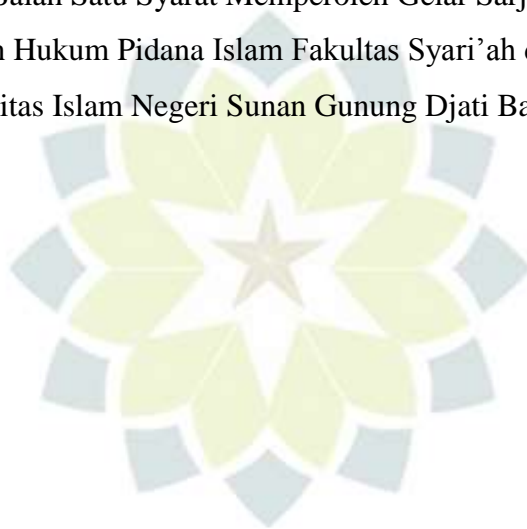 Salah Satu Syarat Memperoleh Gelar Sarj
Hukum Pidana Islam Fakultas Syari’ah
itas Islam Negeri Sunan Gunung Djati Ba